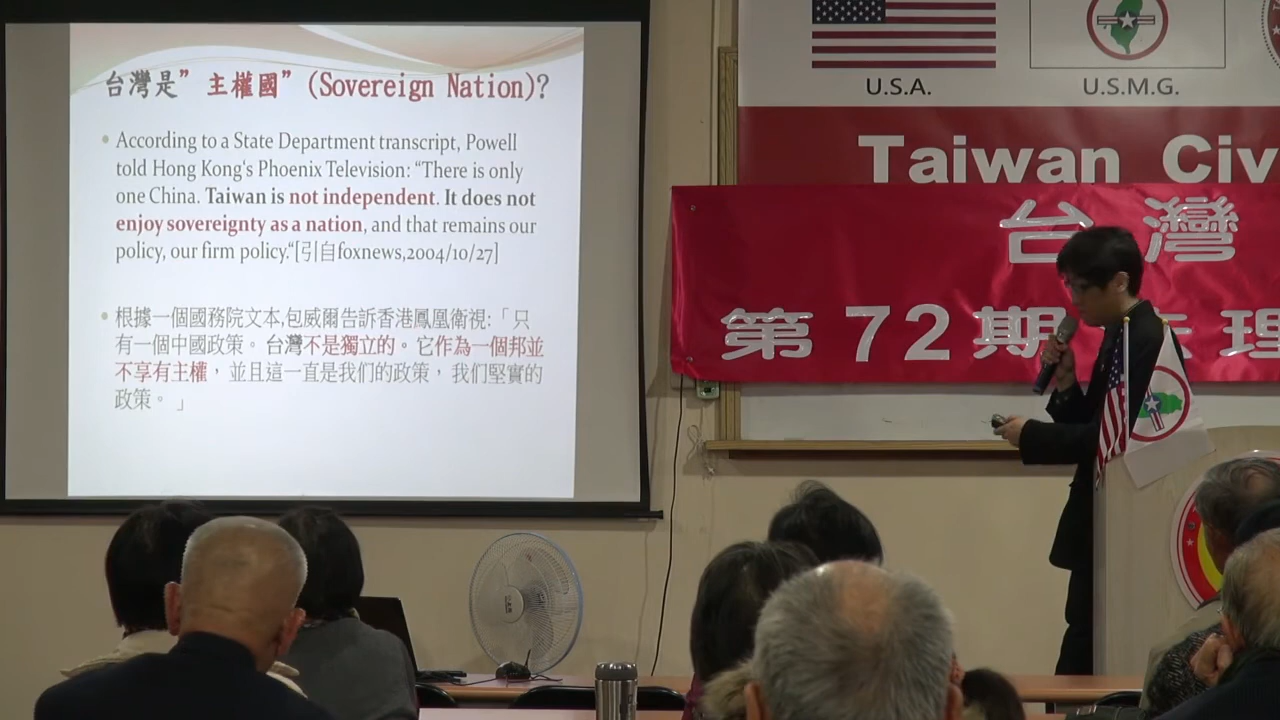 台灣是”主權國”(Sovereign Nation)?
• According to a State Department transcript, Powell
told Hong Kong's Phoenix Television: “There is only
one China. Taiwan is not independent. It does not
enjoy sovereignty as a nation, and that remains our
policy, our firm policy.“[引自foxnews,2004/10/27]
• 根據一個國務院文本,包威爾告訴香港鳳凰衛視:「只
有一個中國政策。台灣不是獨立的。它作為一個邦並
不享有主權，並且這一直是我們的政策，我們堅實的
政策。」
U.S.A.
U.S.M.G.
Taiwan Civ
台灣
第72期 理